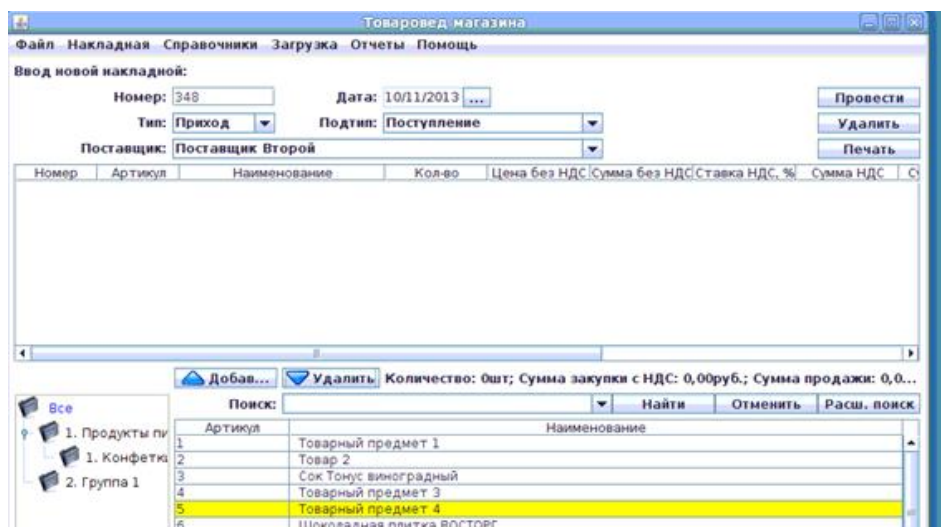 Товаровед магазина
Файл Накладная Справочники Загрузка Отчеты Помощь
Ввод новой накладной:
Номер: 348 Дата: 10/11/2013 ... Провести
Тип: Приход Подтип: Поступление Удалить
Поставщик: Поставщик Второй Печать
Номер Артикул Наименование Кол-во Цена без НДС Сумма без НДС Ставка НДС, % Сумма НДС
Добав... Удалить Количество: 0шт; Сумма закупки с НДС: 0,00руб.; Сумма продажи: 0,0...
Поиск: Найти Отменить Расш. поиск
Все
1. Продукты пи
1. Конфетки
2. Группа 1
Артикул Наименование
1 Товарный предмет 1
2 Товар 2
3 Сок Тонус виноградный
4 Товарный предмет 3
5 Товарный предмет 4
6 Шоколадная плитка ВОСТОРГ